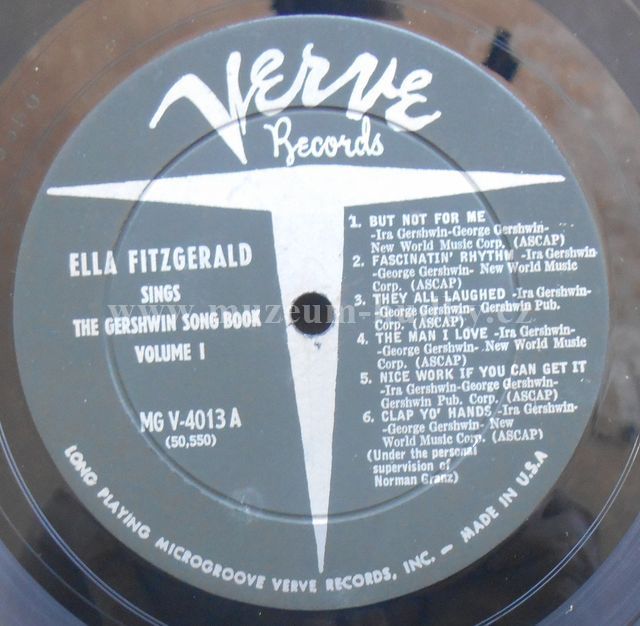 Verve
Records
ELLA FITZGERALD
SINGS
THE GERSHWIN SONG BOOK
VOLUME 1
MG V-4013 A
(50,550)
1. BUT NOT FOR ME
-Ira Gershwin-George Gershwin-
New World Music Corp. (ASCAP)
2. FASCINATIN' RHYTHM -Ira Gershwin-
-George Gershwin- New World Music
Corp. (ASCAP)
3. THEY ALL LAUGHED -Ira Gershwin-
-George Gershwin-Gershwin Pub.
Corp. (ASCAP)
4. THE MAN I LOVE -Ira Gershwin-
-George Gershwin- New World Music
Corp. (ASCAP)
5. NICE WORK IF YOU CAN GET IT
-Ira Gershwin-George Gershwin-
Gershwin Pub. Corp. (ASCAP)
6. CLAP YO' HANDS -Ira Gershwin-
-George Gershwin- New
World Music Corp. (ASCAP)
(Under the personal
supervision of
Norman Granz)
LONG PLAYING MICROGROOVE VERVE RECORDS, INC. — MADE IN U.S.A